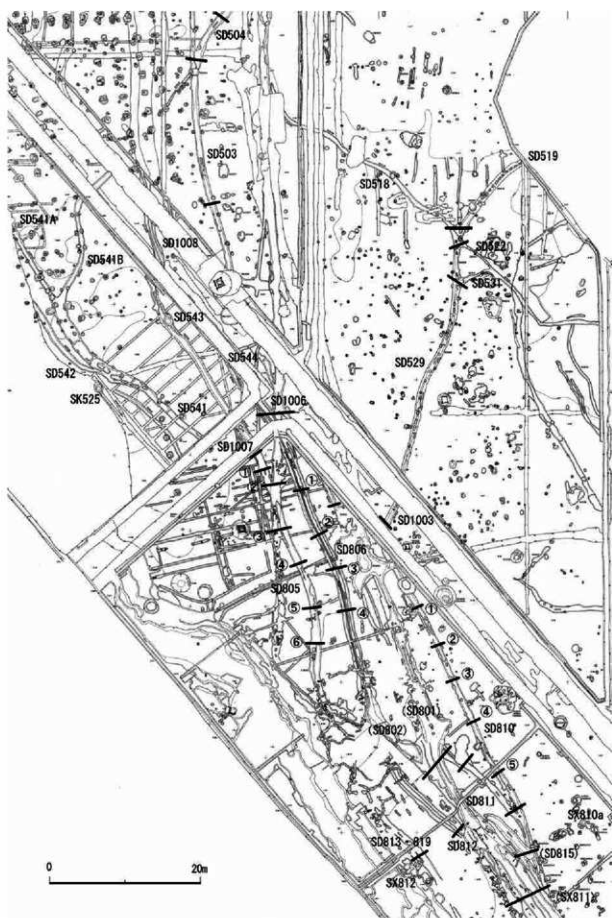 SD504
SD503
SD519
SD518
SD541A
SD522
SD1008
SD541B
SD531
SD543
SD529
SD544
SD542
SD1006
SK525
SD541
SD1007
①
①
SD1003
②
③
②
SD806
④
③
SD805
①
⑤
④
②
⑥
③
(SD801)
④
(SD802)
SD810
⑤
SD811
SX810a
0
20m
SD813～819
SD812
(SD815)
SX812
(SX811)